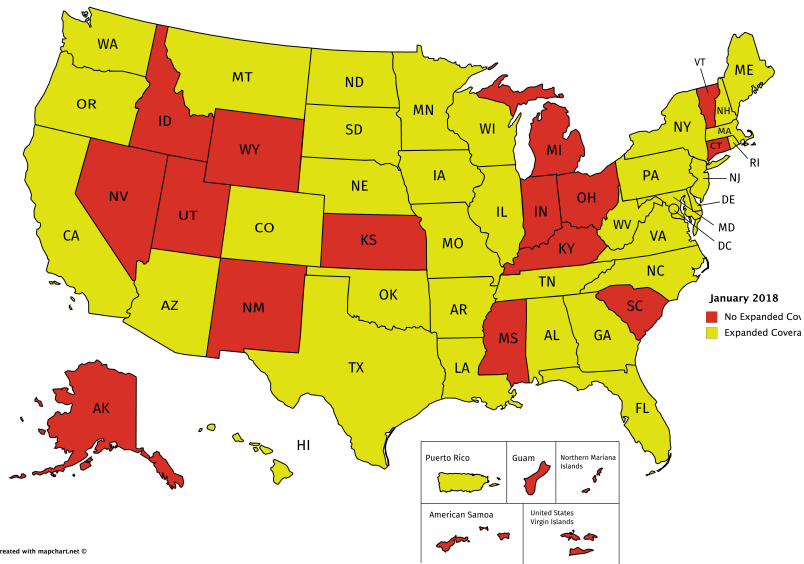 WA
MT
ND
MN
OR
ID
WY
SD
WI
MI
VT
ME
NH
NY
MA
CT
RI
NV
UT
CO
NE
IA
IL
IN
OH
PA
NJ
DE
MD
DC
CA
KS
MO
KY
WV
VA
AZ
NM
OK
AR
TN
NC
SC
TX
LA
MS
AL
GA
FL
AK
HI
January 2018
No Expanded Cov
Expanded Covera
Puerto Rico
Guam
Northern Mariana
Islands
American Samoa
United States
Virgin Islands
reated with mapchart.net ©